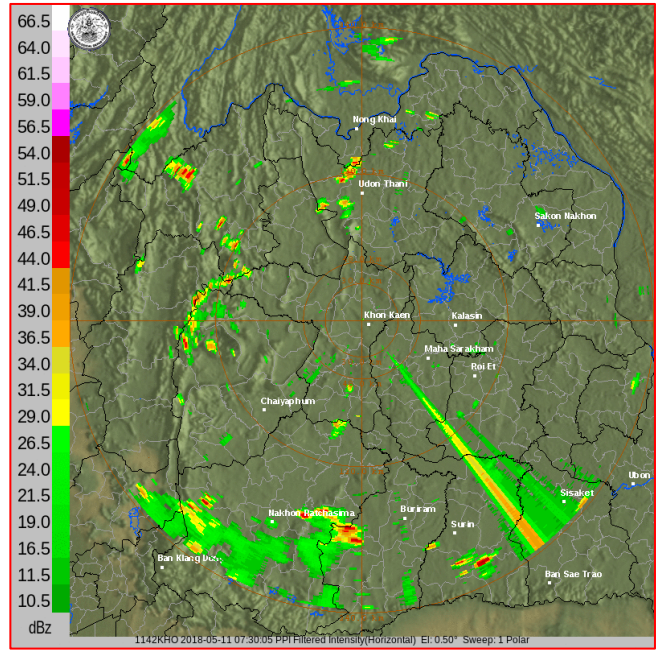 66.5
64.0
61.5
59.0
56.5
54.0
51.5
49.0
46.5
44.0
41.5
39.0
36.5
34.0
31.5
29.0
26.5
24.0
21.5
19.0
16.5
11.5
10.5
dBz
Nong Khai
Udon Thani
Sakon Nakhon
Khon Kaen
Kalasin
Maha Sarakham
Roi Et
Chaiyaphum
Ubon
Sisaket
Nakhon Ratchasima
Buriram
Surin
Ban Klang
Ban Sae Trao
1142KHO 2018-05-11 07:30:05 PPI Filtered Intensity(Horizontal) El: 0.50° Sweep: 1 Polar